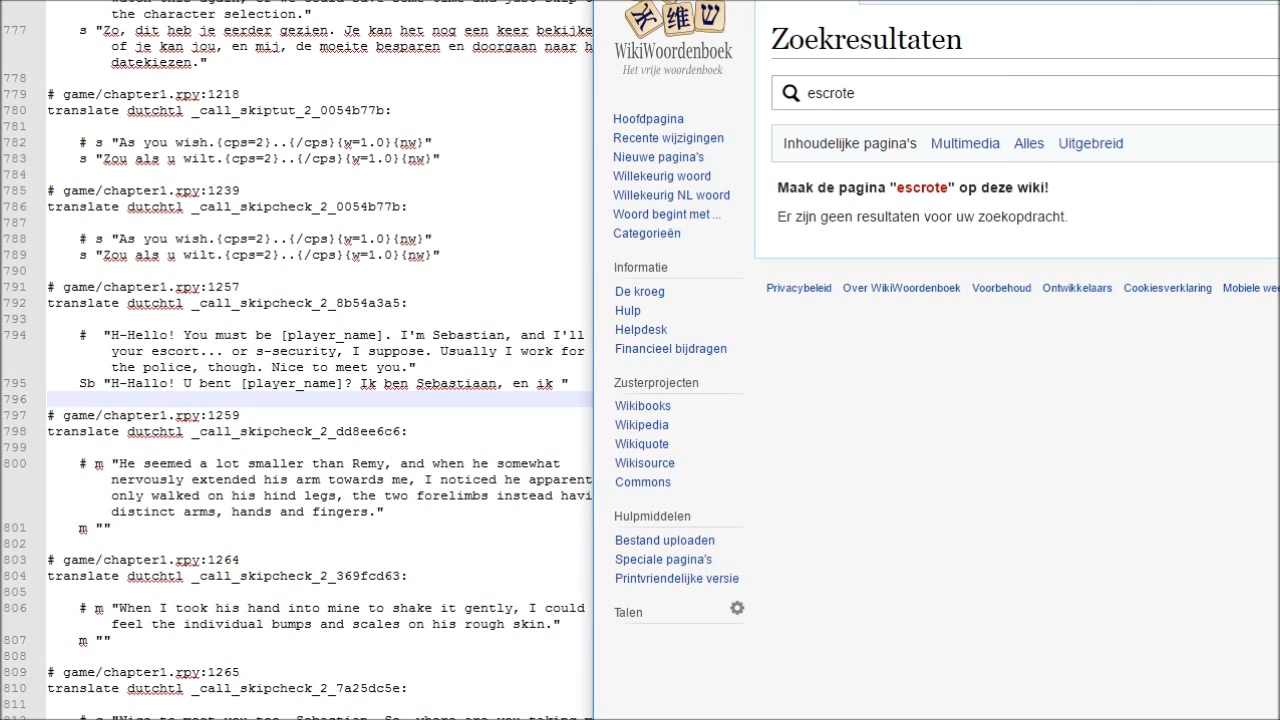 the character selection."
777 s "Zo, dit heb je eerder gezien. Je kan het nog een keer bekijke
of je kan jou, en mij, de moeite besparen en doorgaan naar h
datekiezen."
778
779 # game/chapter1.rpy:1218
780 translate dutchtl _call_skiptut_2_0054b77b:
781
782 # s "As you wish.{cps=2}..{/cps}{w=1.0}{nw}"
783 s "Zou als u wilt.{cps=2}..{/cps}{w=1.0}{nw}"
784
785 # game/chapter1.rpy:1239
786 translate dutchtl _call_skipcheck_2_0054b77b:
787
788 # s "As you wish.{cps=2}..{/cps}{w=1.0}{nw}"
789 s "Zou als u wilt.{cps=2}..{/cps}{w=1.0}{nw}"
790
791 # game/chapter1.rpy:1257
792 translate dutchtl _call_skipcheck_2_8b54a3a5:
793
794 # "H-Hello! You must be [player_name]. I'm Sebastian, and I'll
your escort... or s-security, I suppose. Usually I work for
the police, though. Nice to meet you."
795 Sb "H-Hallo! U bent [player_name]? Ik ben Sebastiaan, en ik "
796
797 # game/chapter1.rpy:1259
798 translate dutchtl _call_skipcheck_2_dd8ee6c6:
799
800 # m "He seemed a lot smaller than Remy, and when he somewhat
nervously extended his arm towards me, I noticed he apparent
only walked on his hind legs, the two forelimbs instead havi
distinct arms, hands and fingers."
801 m ""
802
803 # game/chapter1.rpy:1264
804 translate dutchtl _call_skipcheck_2_369fcd63:
805
806 # m "When I took his hand into mine to shake it gently, I could
feel the individual bumps and scales on his rough skin."
807 m ""
808
809 # game/chapter1.rpy:1265
810 translate dutchtl _call_skipcheck_2_7a25dc5e:
811
维 ש
WikiWoordenboek
Het vrije woordenboek
Hoofdpagina
Recente wijzigingen
Nieuwe pagina's
Willekeurig woord
Willekeurig NL woord
Woord begint met ...
Categorieën
Informatie
De kroeg
Hulp
Helpdesk
Financieel bijdragen
Zusterprojecten
Wikibooks
Wikipedia
Wikiquote
Wikisource
Commons
Hulpmiddelen
Bestand uploaden
Speciale pagina's
Printvriendelijke versie
Talen
Zoekresultaten
escrote
Inhoudelijke pagina's Multimedia Alles Uitgebreid
Maak de pagina "escrote" op deze wiki!
Er zijn geen resultaten voor uw zoekopdracht.
Privacybeleid Over WikiWoordenboek Voorbehoud Ontwikkelaars Cookiesverklaring Mobiele wee